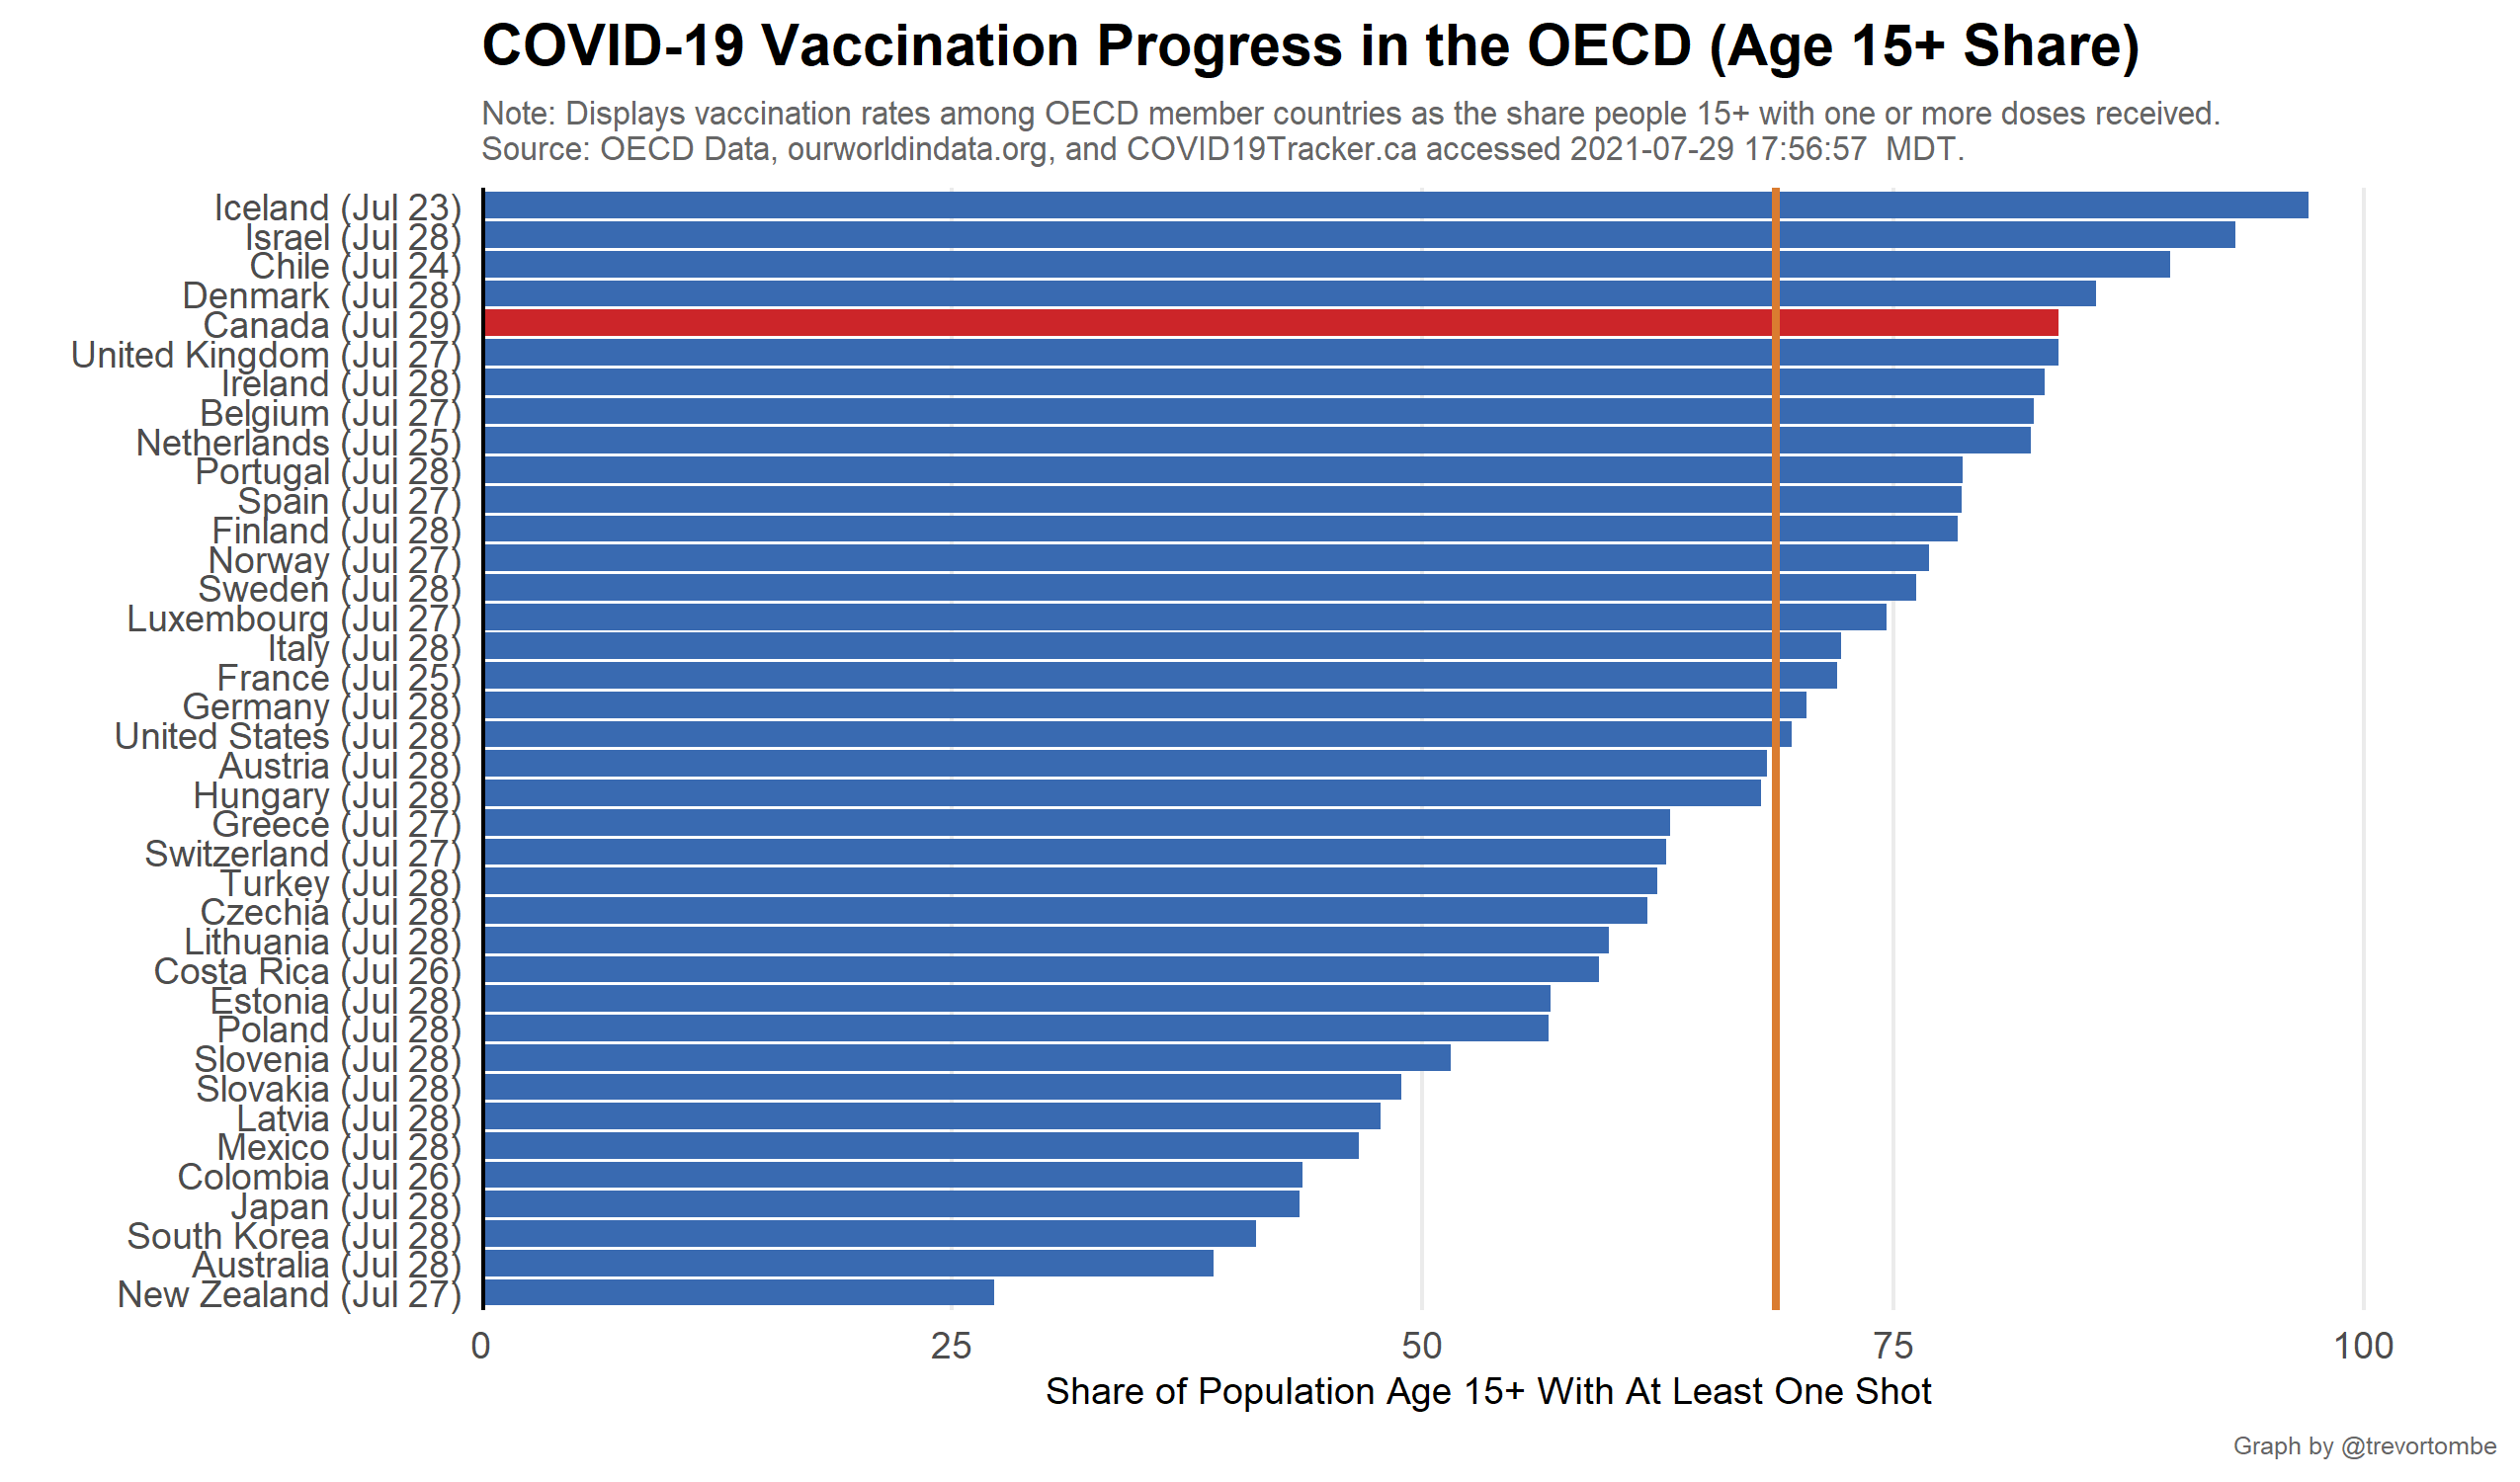 COVID-19 Vaccination Progress in the OECD (Age 15+ Share)
Note: Displays vaccination rates among OECD member countries as the share people 15+ with one or more doses received.
Source: OECD Data, ourworldindata.org, and COVID19Tracker.ca accessed 2021-07-29 17:56:57  MDT.
Iceland (Jul 23)
Israel (Jul 28)
Chile (Jul 24)
Denmark (Jul 28)
Canada (Jul 29)
United Kingdom (Jul 27)
Ireland (Jul 28)
Belgium (Jul 27)
Netherlands (Jul 25)
Portugal (Jul 28)
Spain (Jul 27)
Finland (Jul 28)
Norway (Jul 27)
Sweden (Jul 28)
Luxembourg (Jul 27)
Italy (Jul 28)
France (Jul 25)
Germany (Jul 28)
United States (Jul 28)
Austria (Jul 28)
Hungary (Jul 28)
Greece (Jul 27)
Switzerland (Jul 27)
Turkey (Jul 28)
Czechia (Jul 28)
Lithuania (Jul 28)
Costa Rica (Jul 26)
Estonia (Jul 28)
Poland (Jul 28)
Slovenia (Jul 28)
Slovakia (Jul 28)
Latvia (Jul 28)
Mexico (Jul 28)
Colombia (Jul 26)
Japan (Jul 28)
South Korea (Jul 28)
Australia (Jul 28)
New Zealand (Jul 27)
0 25 50 75 100
Share of Population Age 15+ With At Least One Shot
Graph by @trevortombe